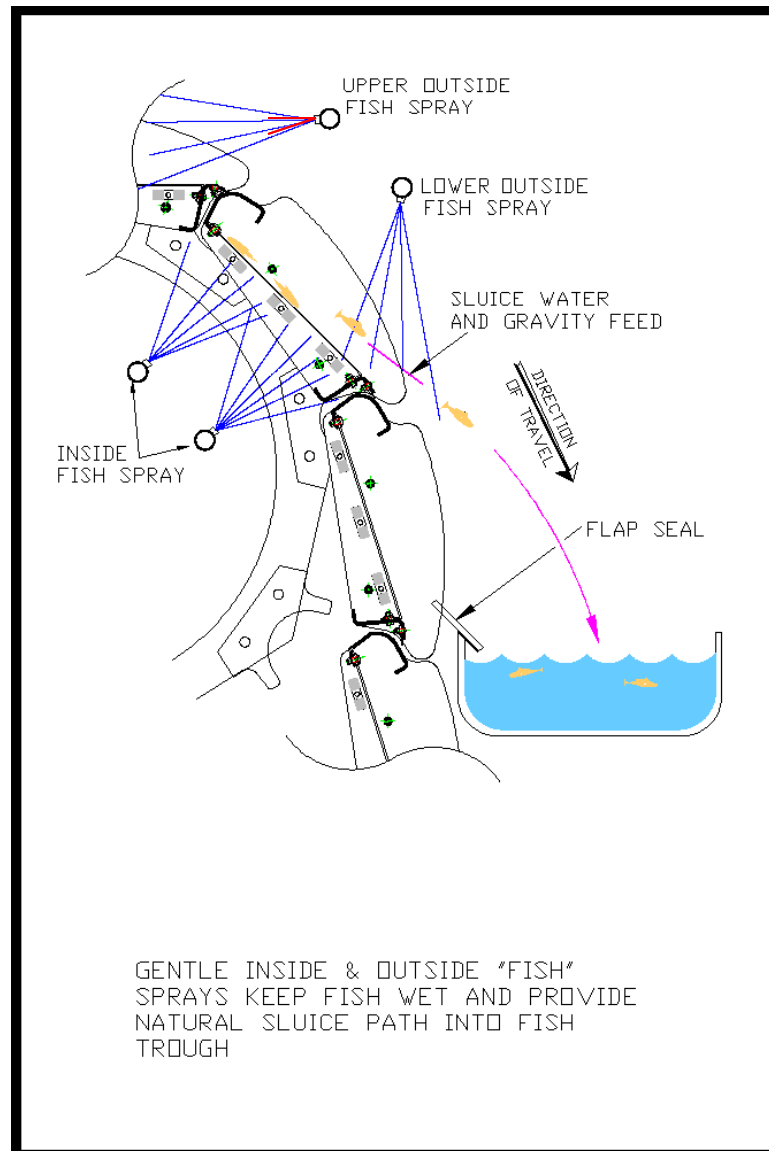 UPPER OUTSIDE
FISH SPRAY
LOWER OUTSIDE
FISH SPRAY
SLUICE WATER
AND GRAVITY FEED
DIRECTION
OF TRAVEL
INSIDE
FISH SPRAY
FLAP SEAL
GENTLE INSIDE & OUTSIDE "FISH"
SPRAYS KEEP FISH WET AND PROVIDE
NATURAL SLUICE PATH INTO FISH
TROUGH